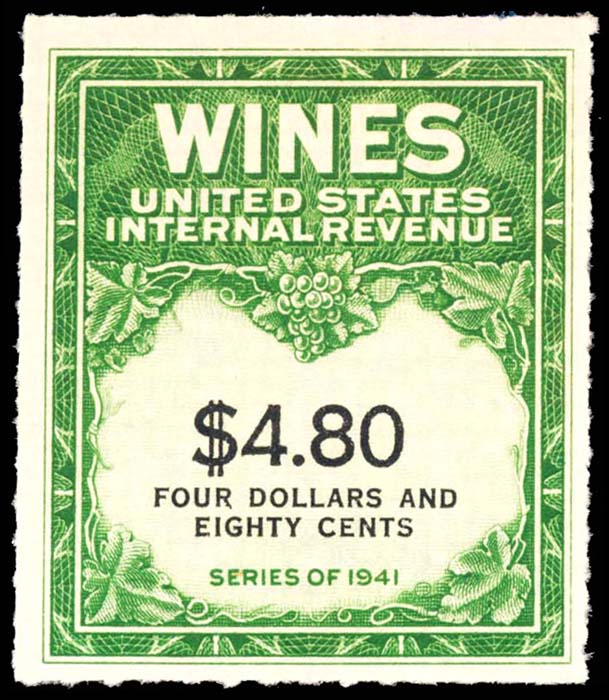 WINES
UNITED STATES
INTERNAL REVENUE
$4.80
FOUR DOLLARS AND
EIGHTY CENTS
SERIES OF 1941